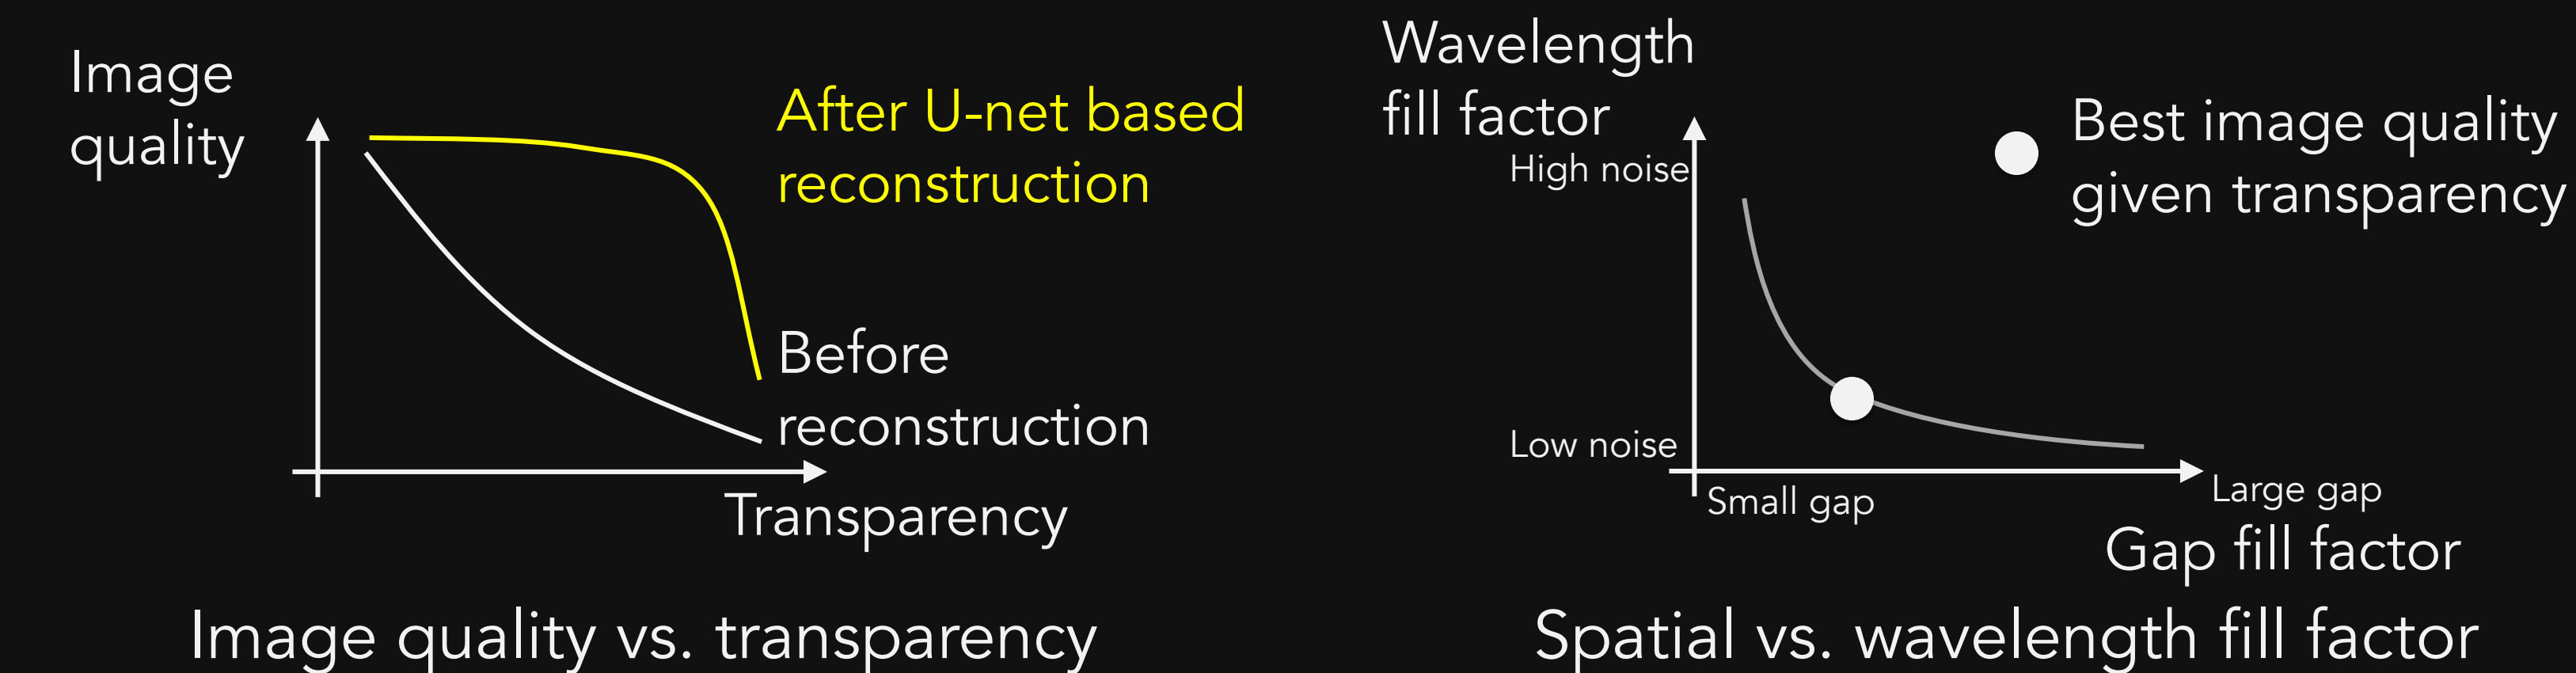 Image
quality
After U-net based
reconstruction
Before
reconstruction
Transparency
Image quality vs. transparency
Wavelength
fill factor
High noise
Low noise
Small gap
Large gap
Gap fill factor
Best image quality
given transparency
Spatial vs. wavelength fill factor